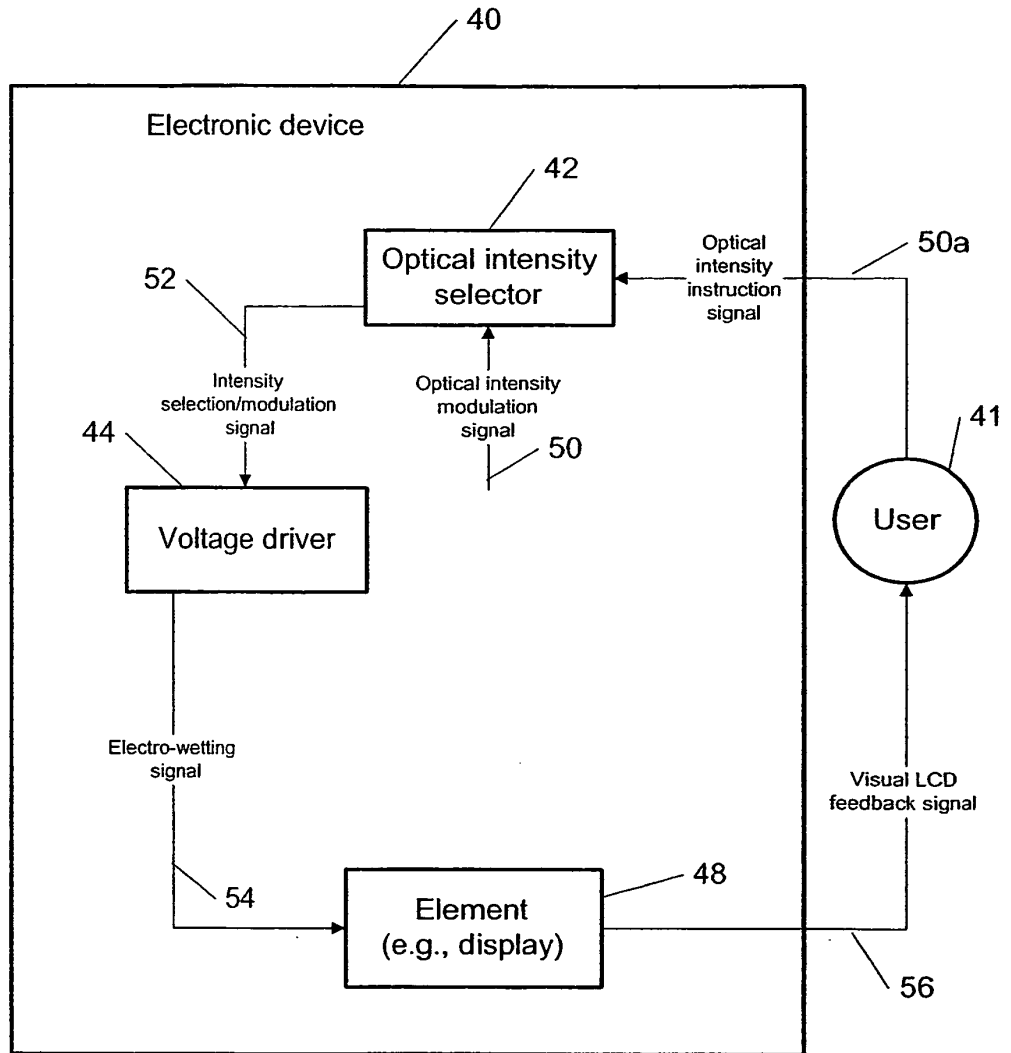 40
Electronic device
42
Optical intensity
selector
Optical
intensity
instruction
signal
50a
52
Intensity
selection/modulation
signal
Optical intensity
modulation
signal
50
44
41
Voltage driver
User
Electro-wetting
signal
Visual LCD
feedback signal
54
48
Element
(e.g., display)
56